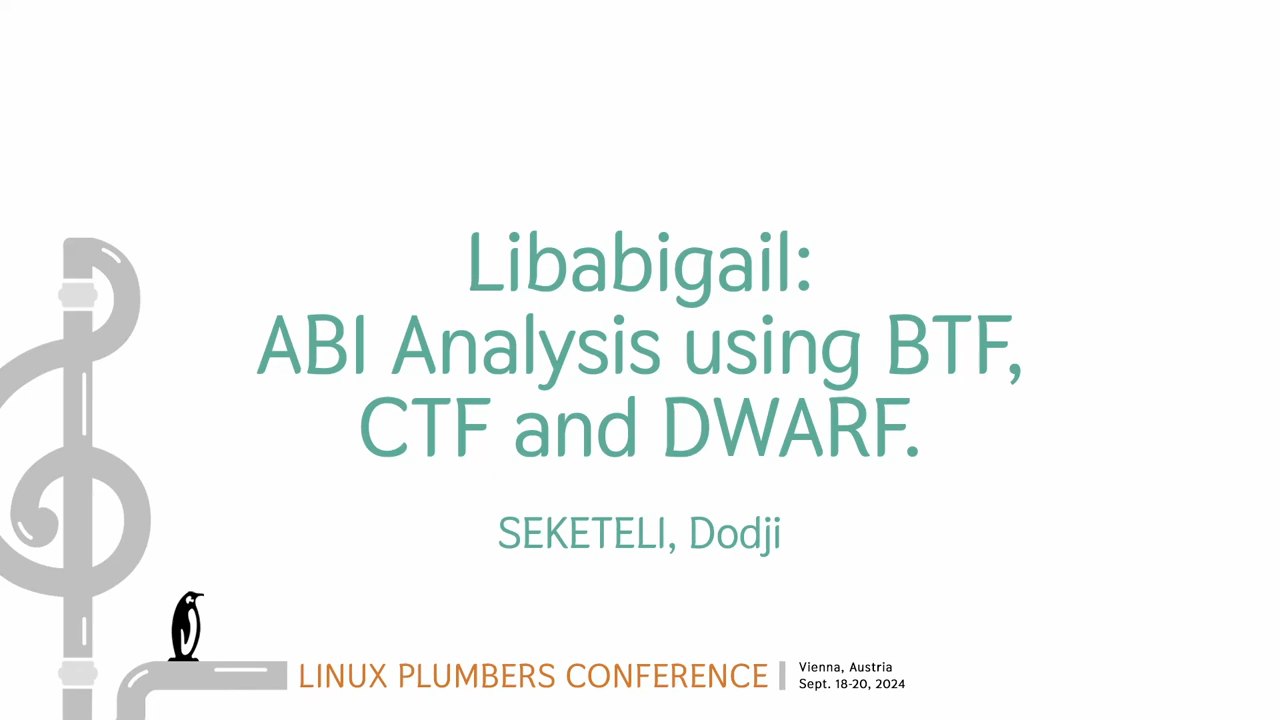 Libabigail:
ABI Analysis using BTF,
CTF and DWARF.
SEKETELI, Dodji
LINUX PLUMBERS CONFERENCE
Vienna, Austria
Sept. 18-20, 2024